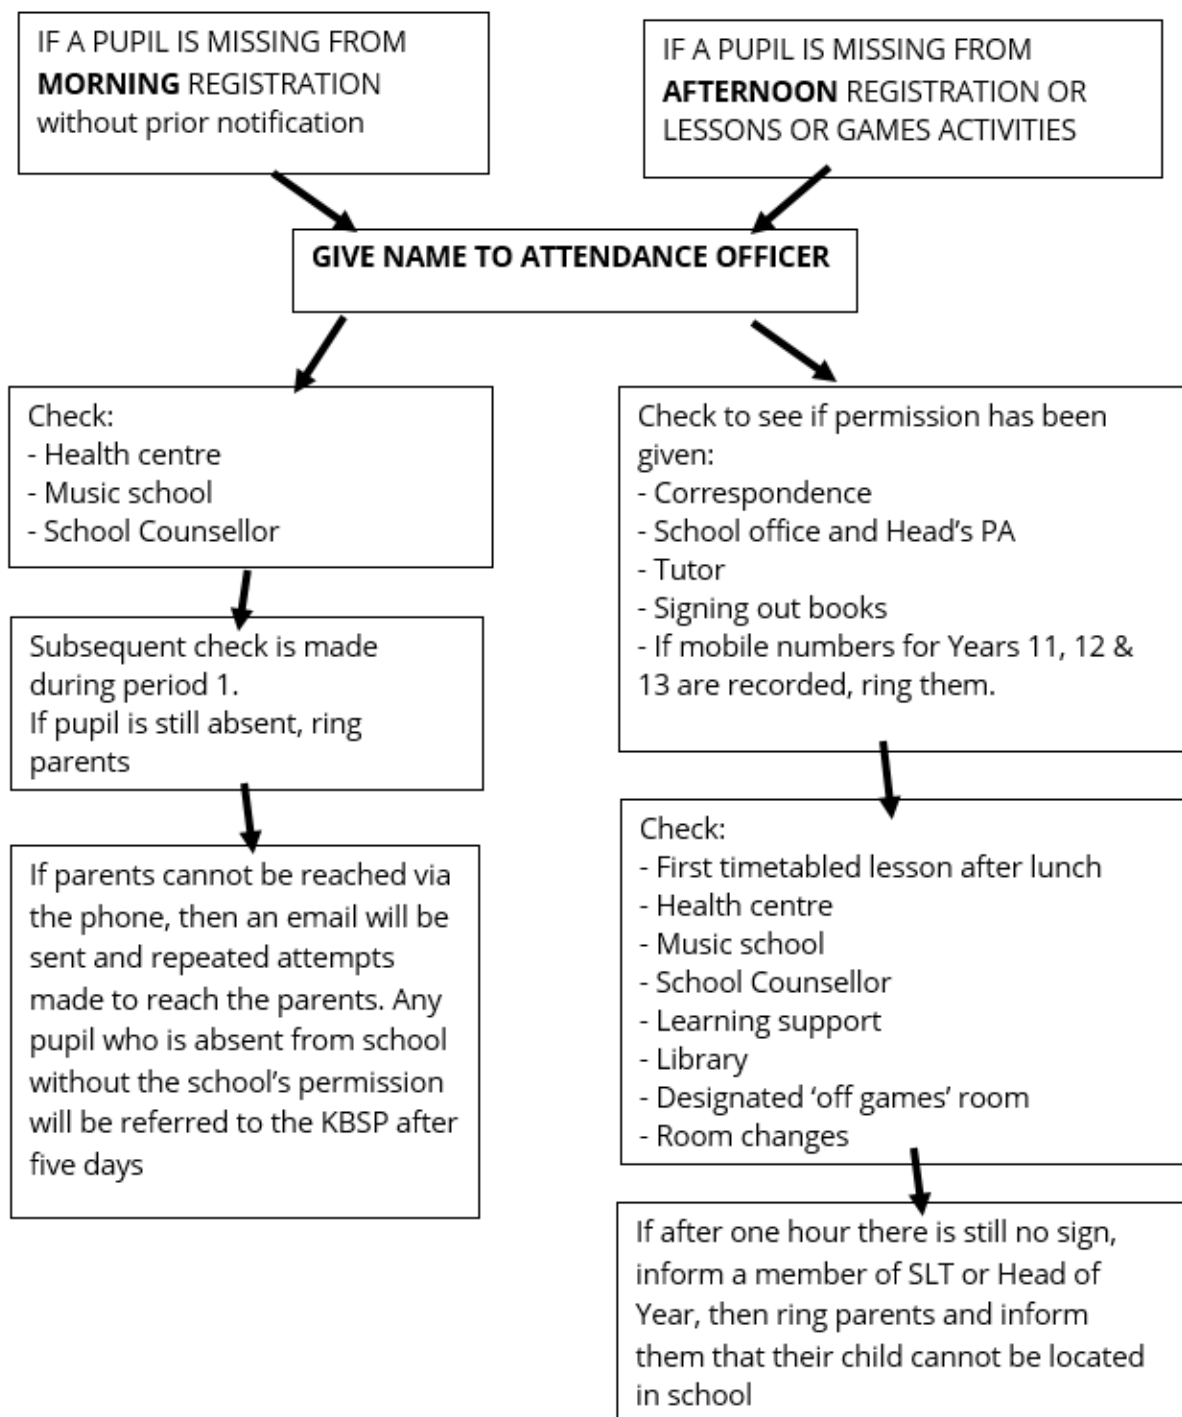 IF A PUPIL IS MISSING FROM
MORNING REGISTRATION
without prior notification
IF A PUPIL IS MISSING FROM
AFTERNOON REGISTRATION OR
LESSONS OR GAMES ACTIVITIES
GIVE NAME TO ATTENDANCE OFFICER
Check:
- Health centre
- Music school
- School Counsellor
Subsequent check is made
during period 1.
If pupil is still absent, ring
parents
If parents cannot be reached via
the phone, then an email will be
sent and repeated attempts
made to reach the parents. Any
pupil who is absent from school
without the school’s permission
will be referred to the KBSP after
five days
Check to see if permission has been
given:
- Correspondence
- School office and Head’s PA
- Tutor
- Signing out books
- If mobile numbers for Years 11, 12 &
13 are recorded, ring them.
Check:
- First timetabled lesson after lunch
- Health centre
- Music school
- School Counsellor
- Learning support
- Library
- Designated ‘off games’ room
- Room changes
If after one hour there is still no sign,
inform a member of SLT or Head of
Year, then ring parents and inform
them that their child cannot be located
in school